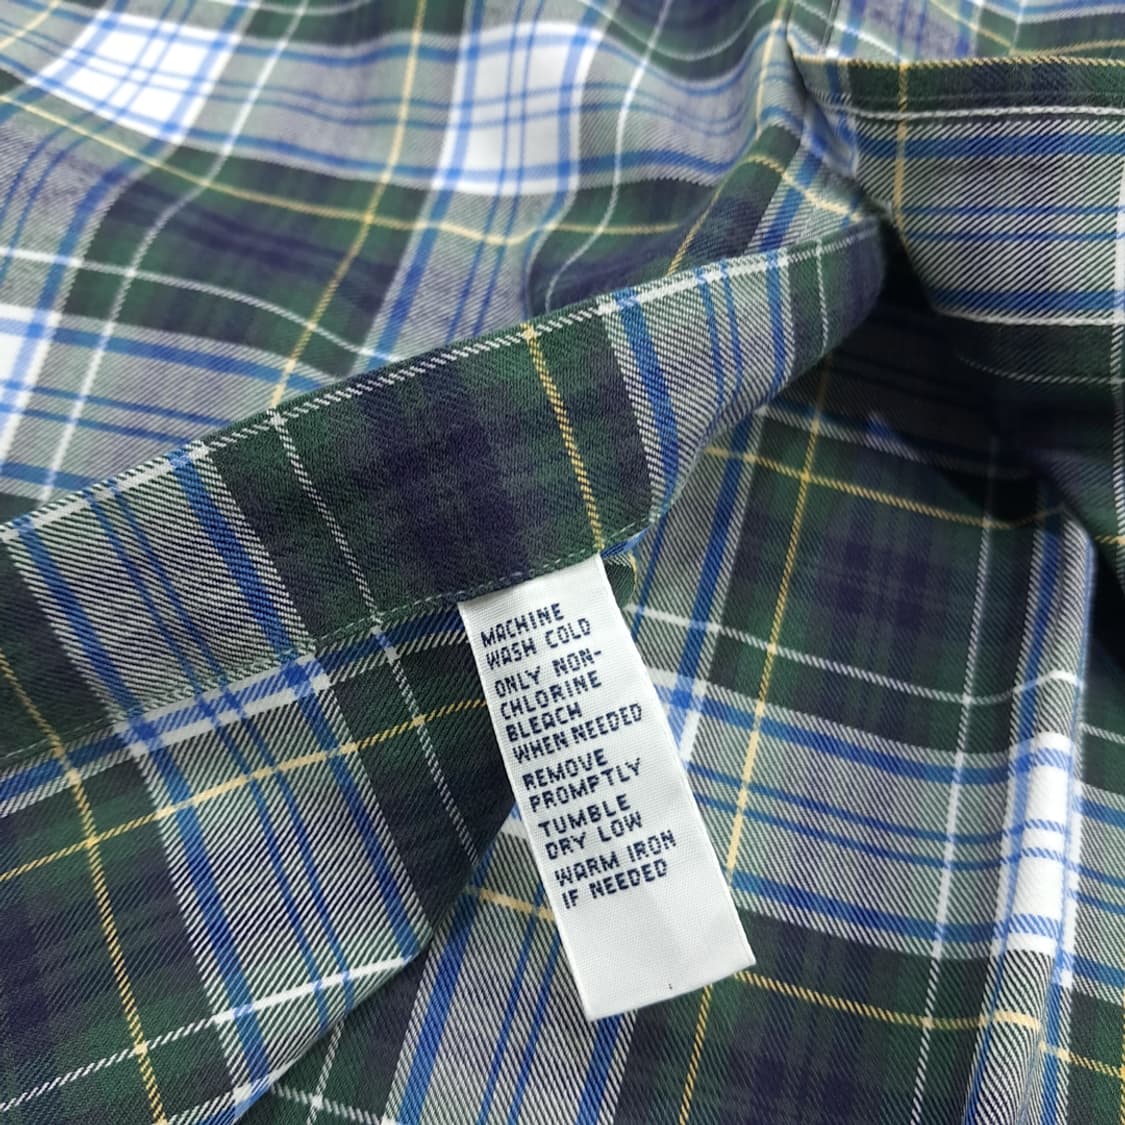 MACHINE
WASH COLD
ONLY NON-
CHLORINE
BLEACH
WHEN NEEDED
REMOVE
PROMPTLY
TUMBLE
DRY LOW
WARM IRON
IF NEEDED